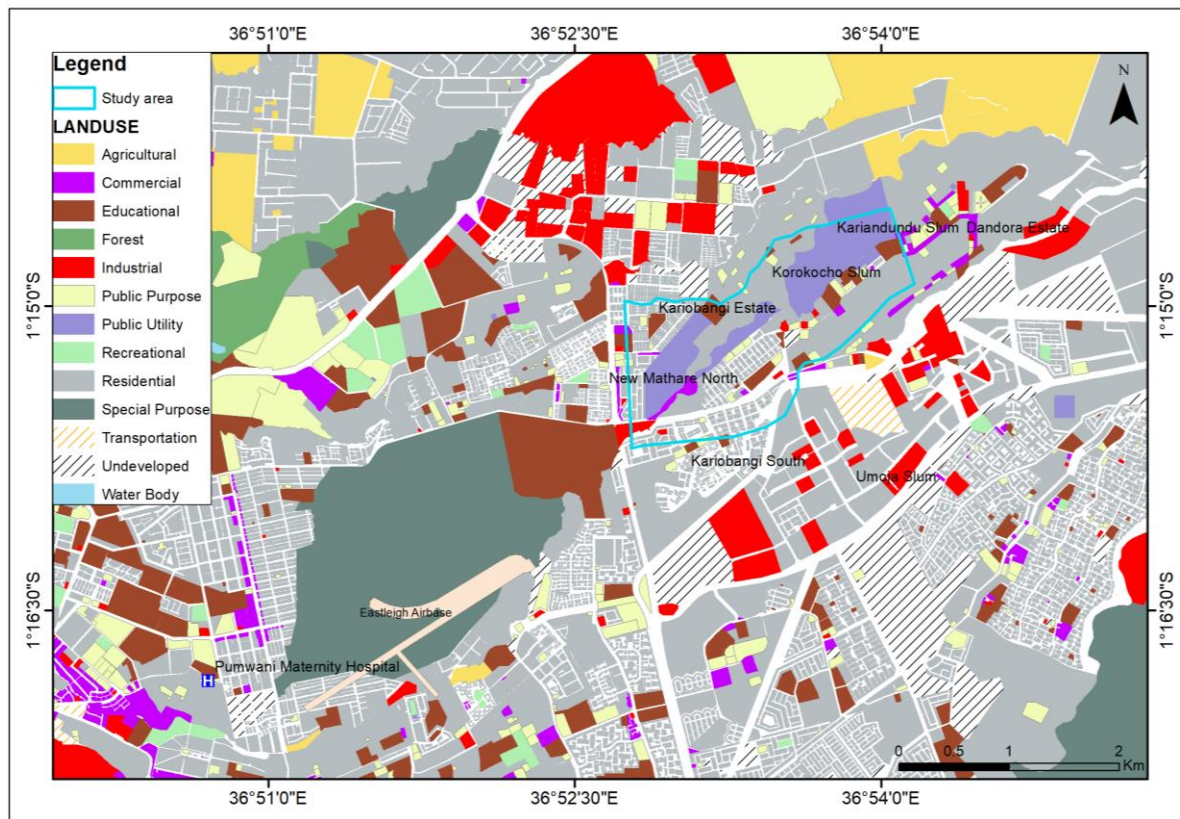 36°51'0"E
36°52'30"E
36°54'0"E
Legend
Study area
LANDUSE
Agricultural
Commercial
Educational
Forest
Industrial
Public Purpose
Public Utility
Recreational
Residential
Special Purpose
Transportation
Undeveloped
Water Body
N
1°15'0"S
1°15'0"S
Kariandundu Slum
Dandora Estate
Korokocho Slum
Kariobangi Estate
New Mathare North
Kariobangi South
Umoja Slum
1°16'30"S
1°16'30"S
Eastleigh Airbase
Pumwani Maternity Hospital
H
0 0.5 1 2
Km
36°51'0"E
36°52'30"E
36°54'0"E